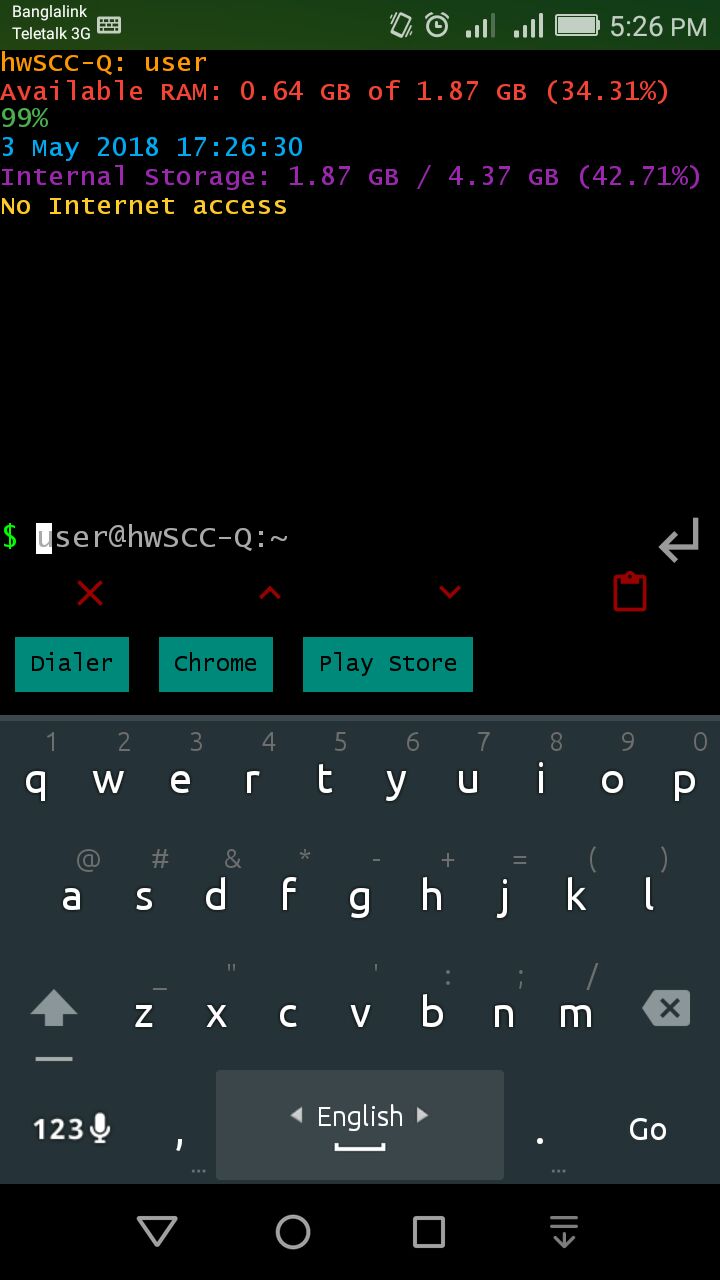 Banglalink
Teletalk 3G
5:26 PM
hwSCC-Q: user
Available RAM: 0.64 GB of 1.87 GB (34.31%)
99%
3 May 2018 17:26:30
Internal Storage: 1.87 GB / 4.37 GB (42.71%)
No Internet access
$ user@hwSCC-Q:~
Dialer Chrome Play Store
1 2 3 4 5 6 7 8 9 0
q w e r t y u i o p
@ # & * - + = ( )
a s d f g h j k l
_ " ' : ; /
z x c v b n m
123 , English . Go
... ...